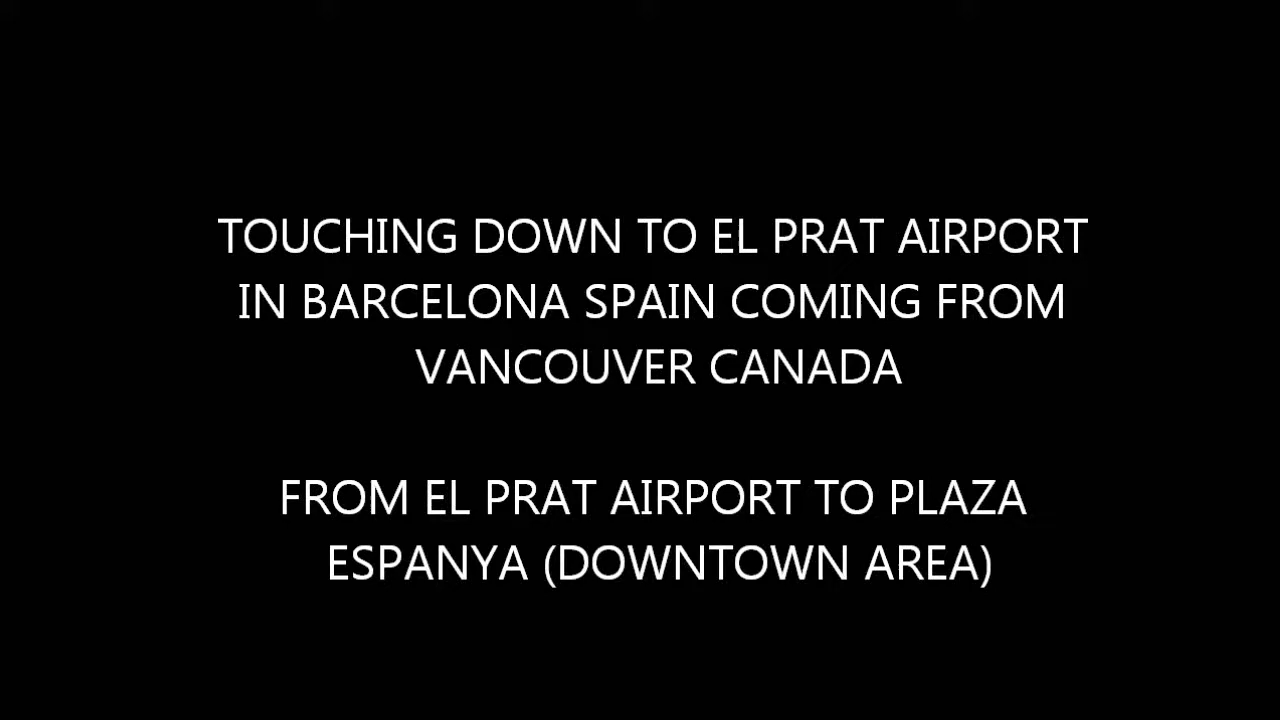 TOUCHING DOWN TO EL PRAT AIRPORT
IN BARCELONA SPAIN COMING FROM
VANCOUVER CANADA
FROM EL PRAT AIRPORT TO PLAZA
ESPANYA (DOWNTOWN AREA)